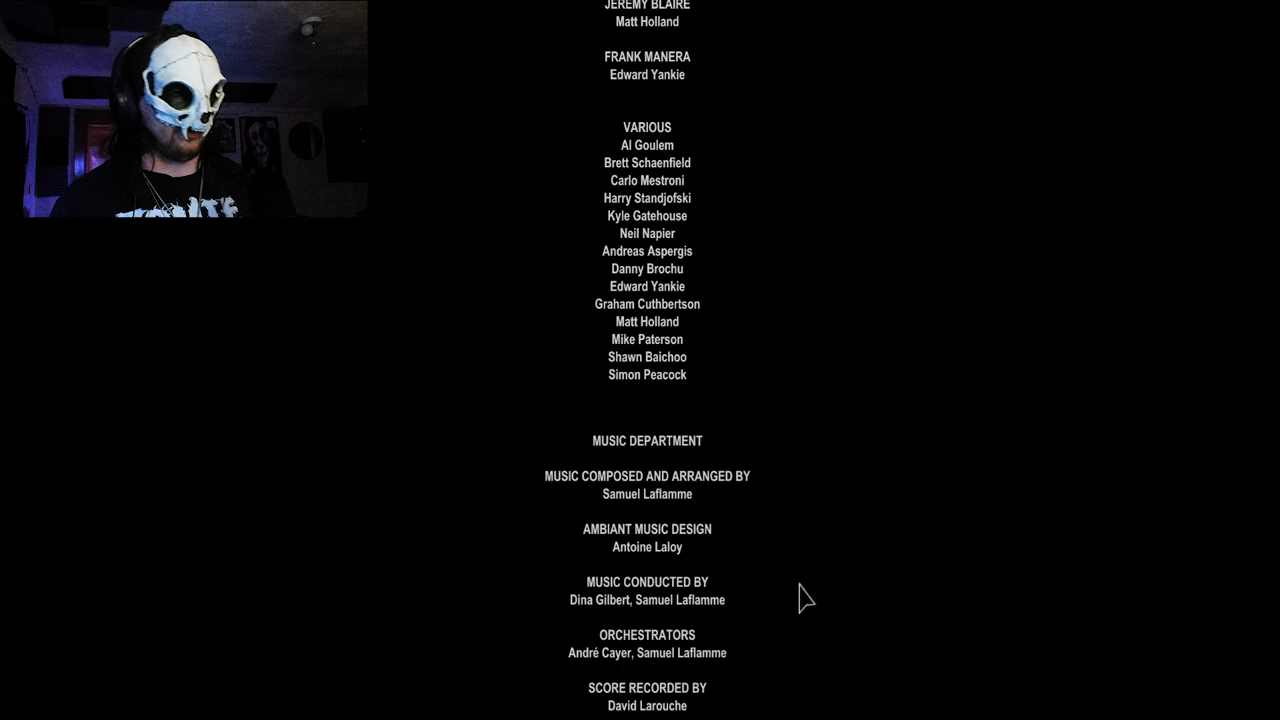 JEREMY BLAIRE
Matt Holland
FRANK MANERA
Edward Yankie
VARIOUS
Al Goulem
Brett Schaenfield
Carlo Mestroni
Harry Standjofski
Kyle Gatehouse
Neil Napier
Andreas Aspergis
Danny Brochu
Edward Yankie
Graham Cuthbertson
Matt Holland
Mike Paterson
Shawn Baichoo
Simon Peacock
MUSIC DEPARTMENT
MUSIC COMPOSED AND ARRANGED BY
Samuel Laflamme
AMBIANT MUSIC DESIGN
Antoine Laloy
MUSIC CONDUCTED BY
Dina Gilbert, Samuel Laflamme
ORCHESTRATORS
André Cayer, Samuel Laflamme
SCORE RECORDED BY
David Larouche